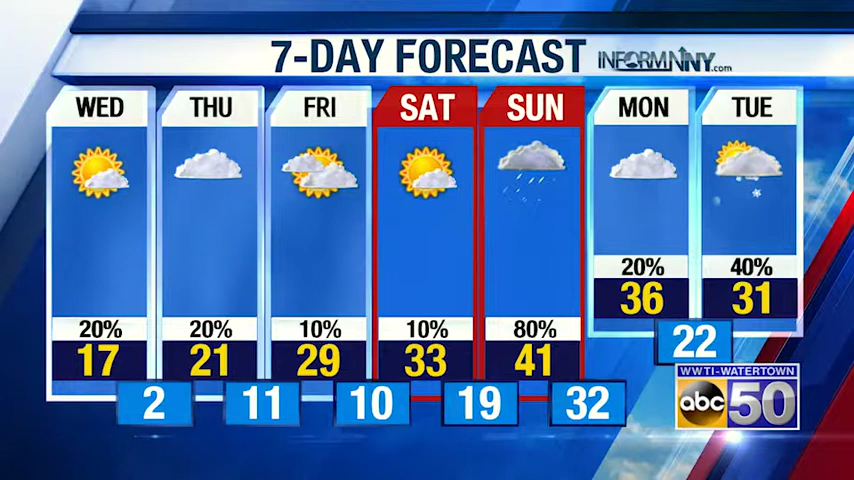 7-DAY FORECAST
INFORMNNY.com
WED THU FRI SAT SUN MON TUE
20% 40%
36 31
20% 20% 10% 10% 80%
17 21 29 33 41
22
2 11 10 19 32
WWTI-WATERTOWN
abc 50